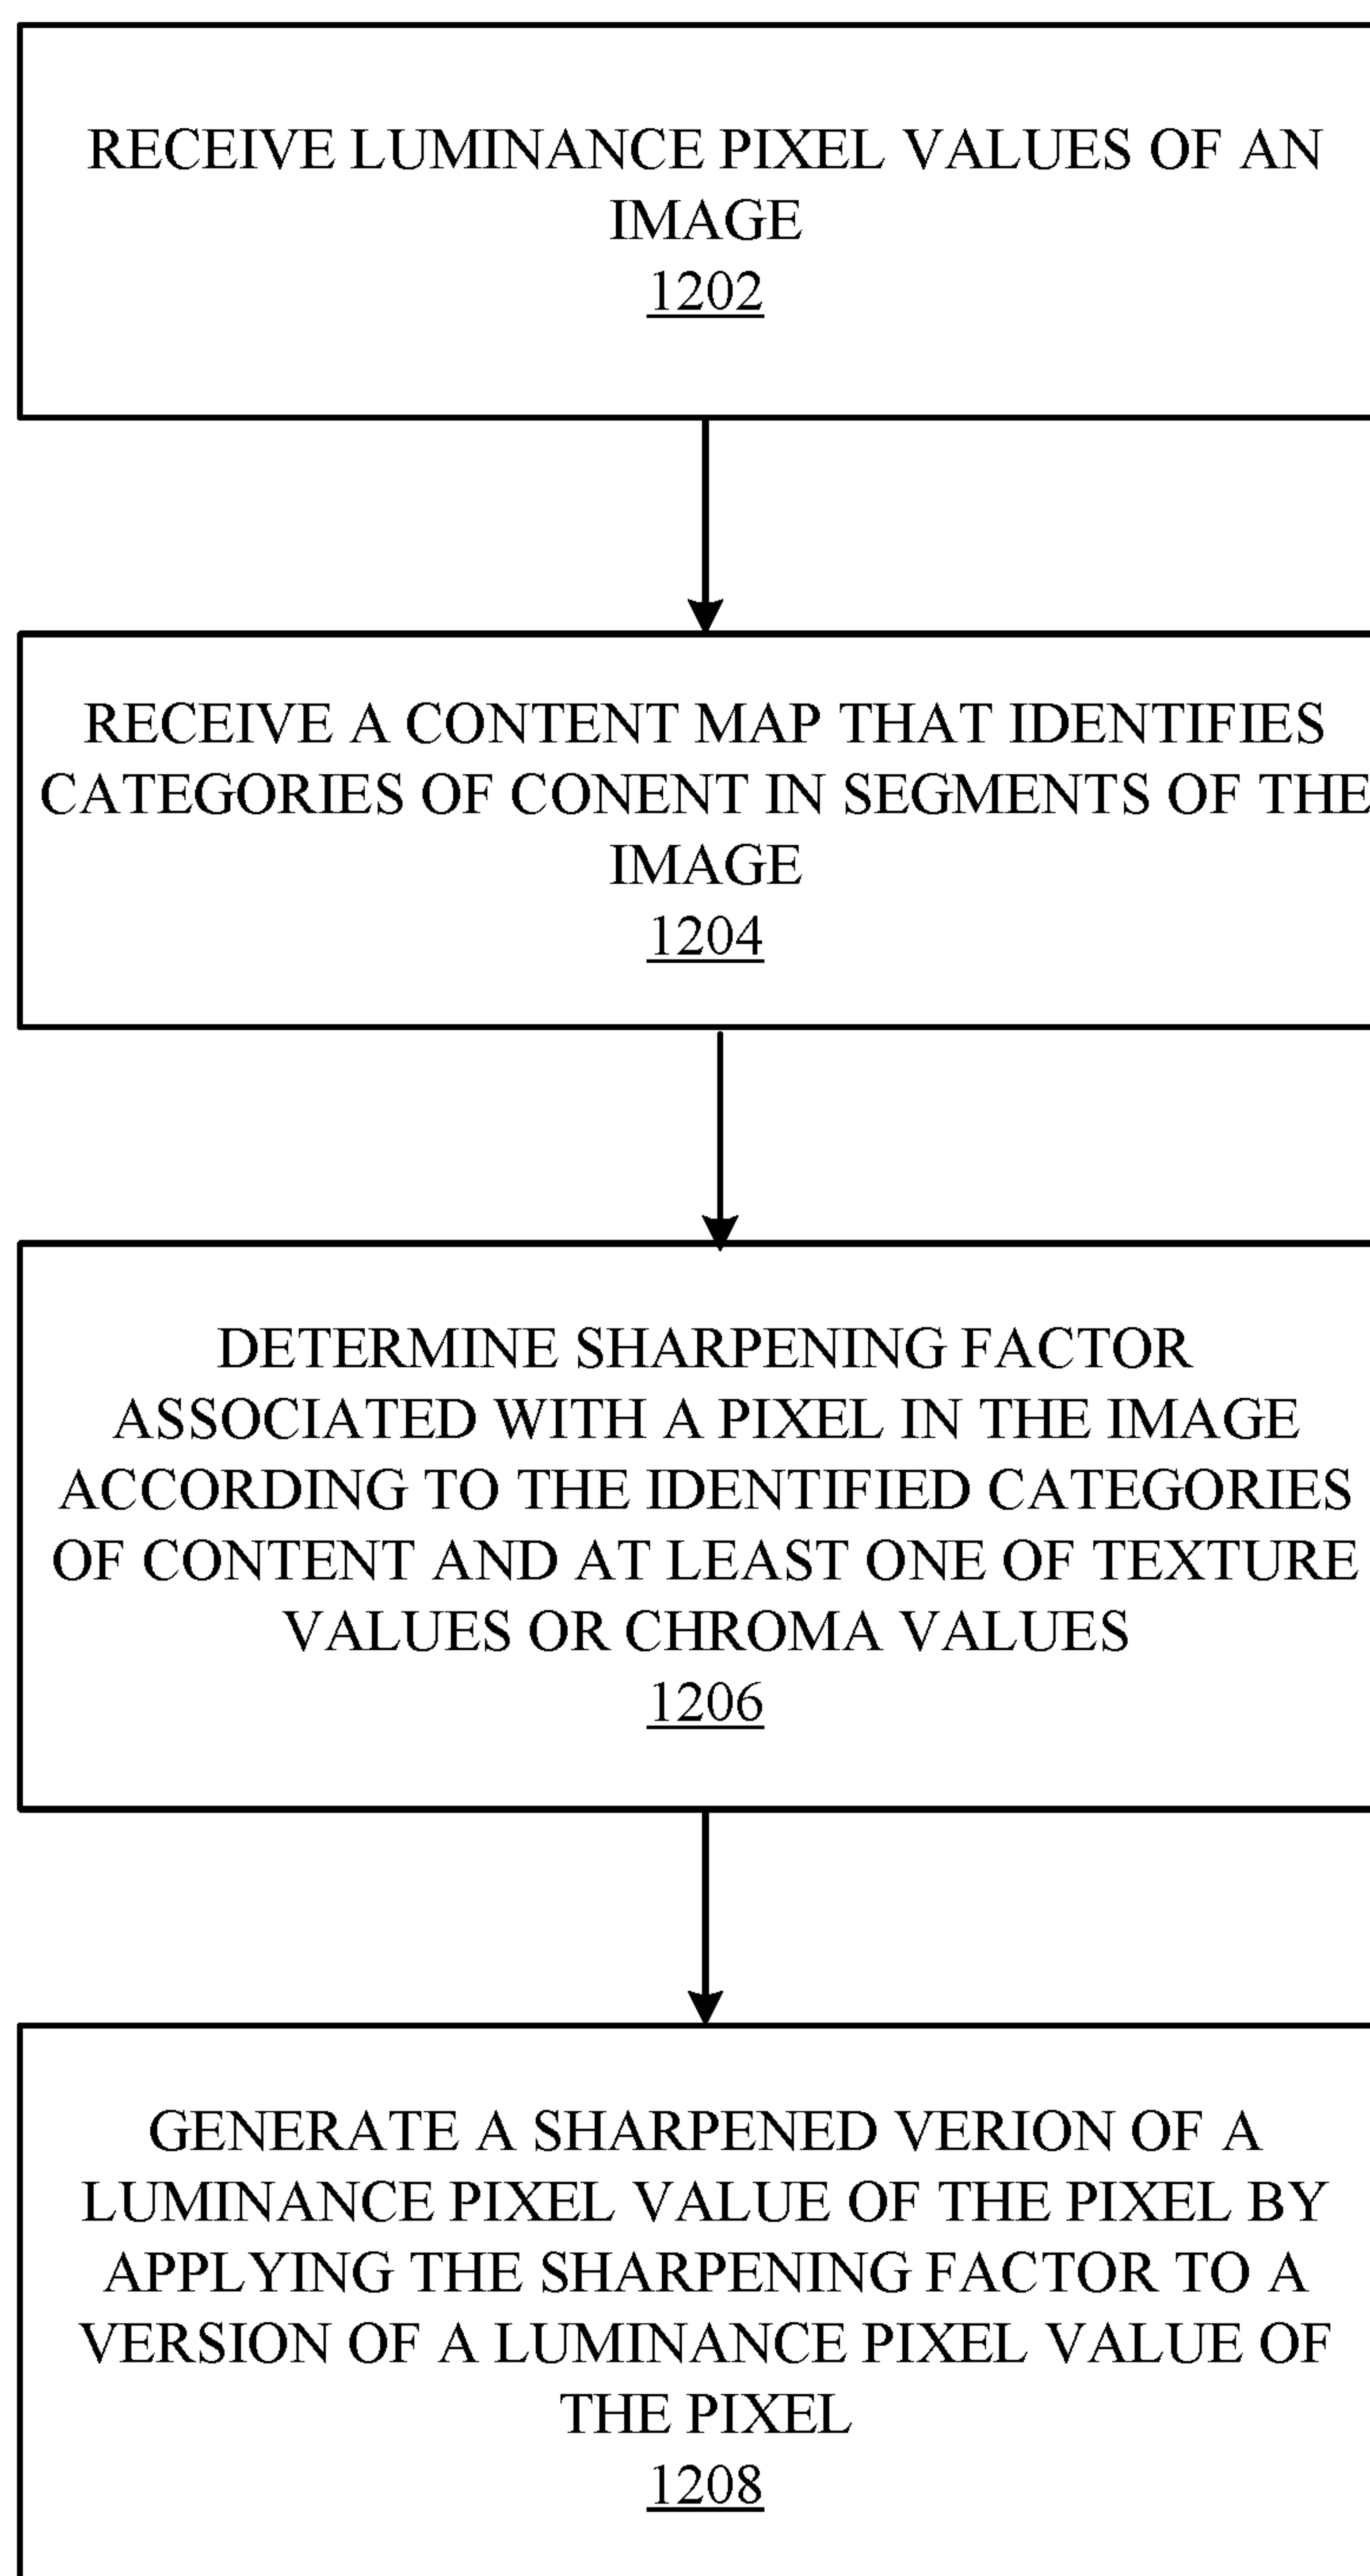 RECEIVE LUMINANCE PIXEL VALUES OF AN
IMAGE
1202
RECEIVE A CONTENT MAP THAT IDENTIFIES
CATEGORIES OF CONENT IN SEGMENTS OF THE
IMAGE
1204
DETERMINE SHARPENING FACTOR
ASSOCIATED WITH A PIXEL IN THE IMAGE
ACCORDING TO THE IDENTIFIED CATEGORIES
OF CONTENT AND AT LEAST ONE OF TEXTURE
VALUES OR CHROMA VALUES
1206
GENERATE A SHARPENED VERION OF A
LUMINANCE PIXEL VALUE OF THE PIXEL BY
APPLYING THE SHARPENING FACTOR TO A
VERSION OF A LUMINANCE PIXEL VALUE OF
THE PIXEL
1208